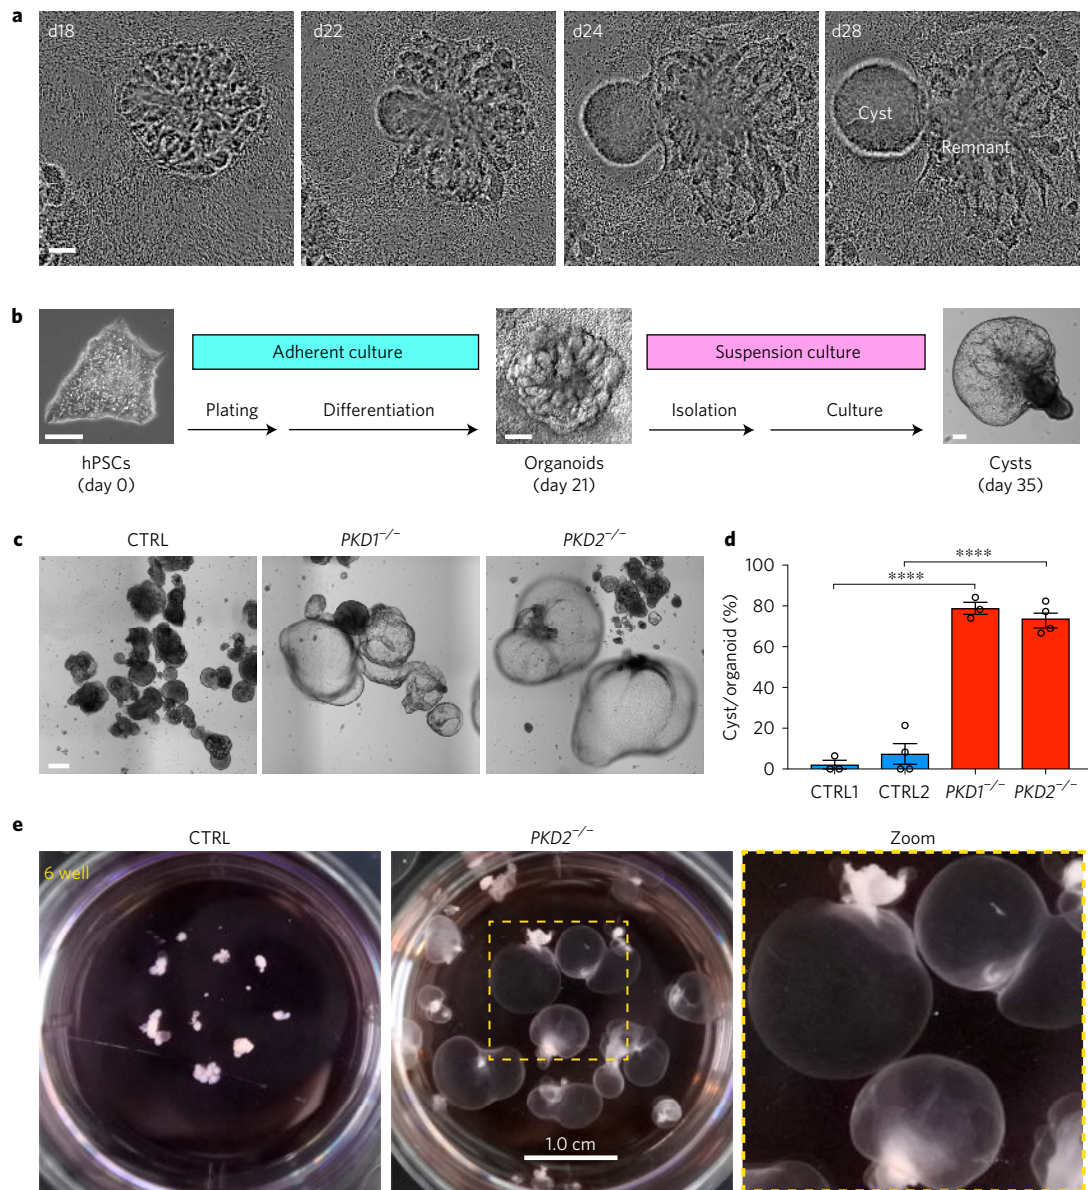 a
d18
d22
d24
d28
Cyst
Remnant
b
Adherent culture
Suspension culture
Plating
Differentiation
Isolation
Culture
hPSCs
(day 0)
Organoids
(day 21)
Cysts
(day 35)
c
CTRL
PKD1−/−
PKD2−/−
d
****
****
100
80
60
40
20
0
Cyst/organoid (%)
CTRL1
CTRL2
PKD1−/−
PKD2−/−
e
CTRL
PKD2−/−
Zoom
6 well
1.0 cm